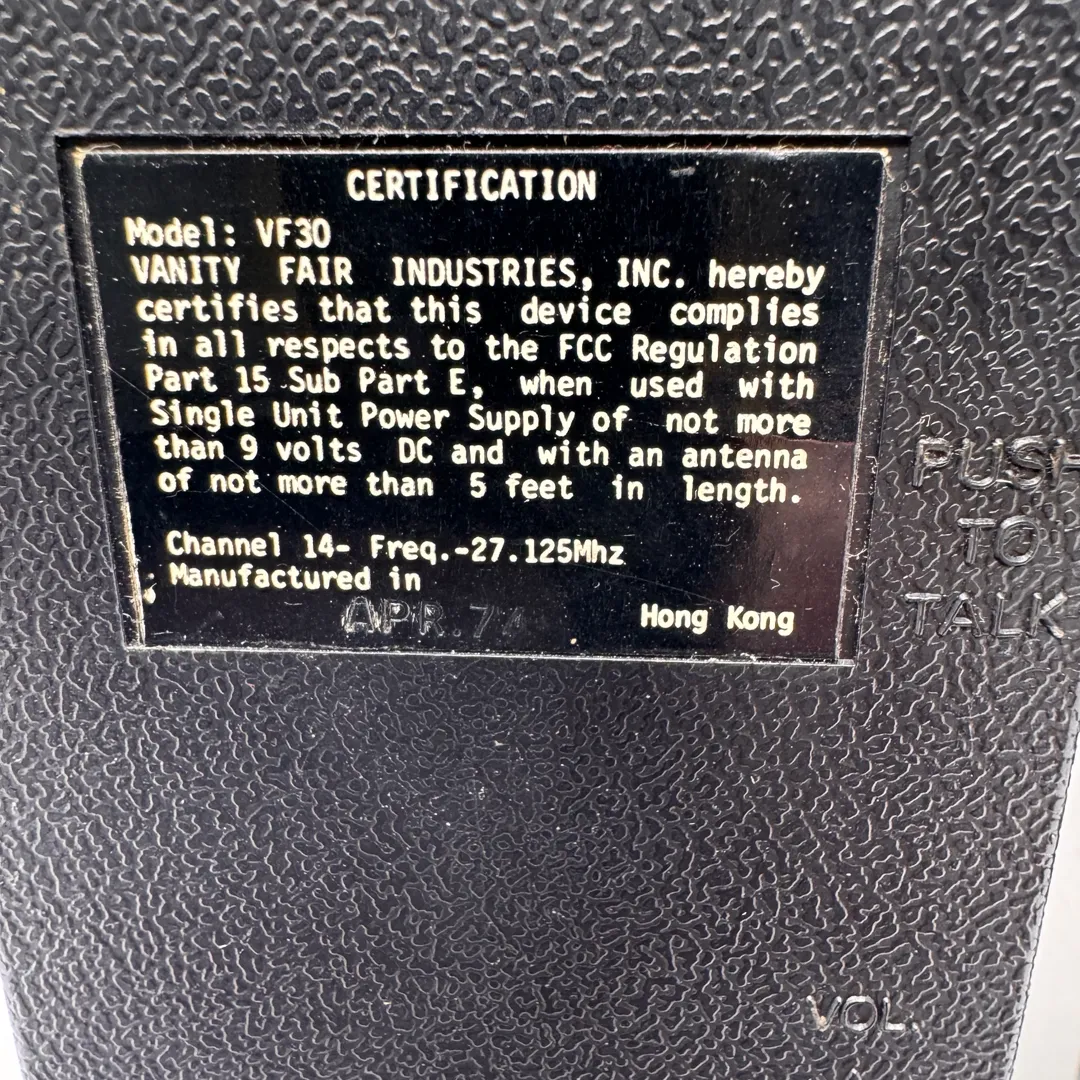 CERTIFICATION
Model: VF30
VANITY FAIR INDUSTRIES, INC. hereby
certifies that this device complies
in all respects to the FCC Regulation
Part 15 Sub Part E, when used with
Single Unit Power Supply of not more
than 9 volts DC and with an antenna
of not more than 5 feet in length.
Channel 14- Freq.-27.125Mhz
Manufactured in
APR.
Hong Kong
PUSH
TO
TALK
VOL.